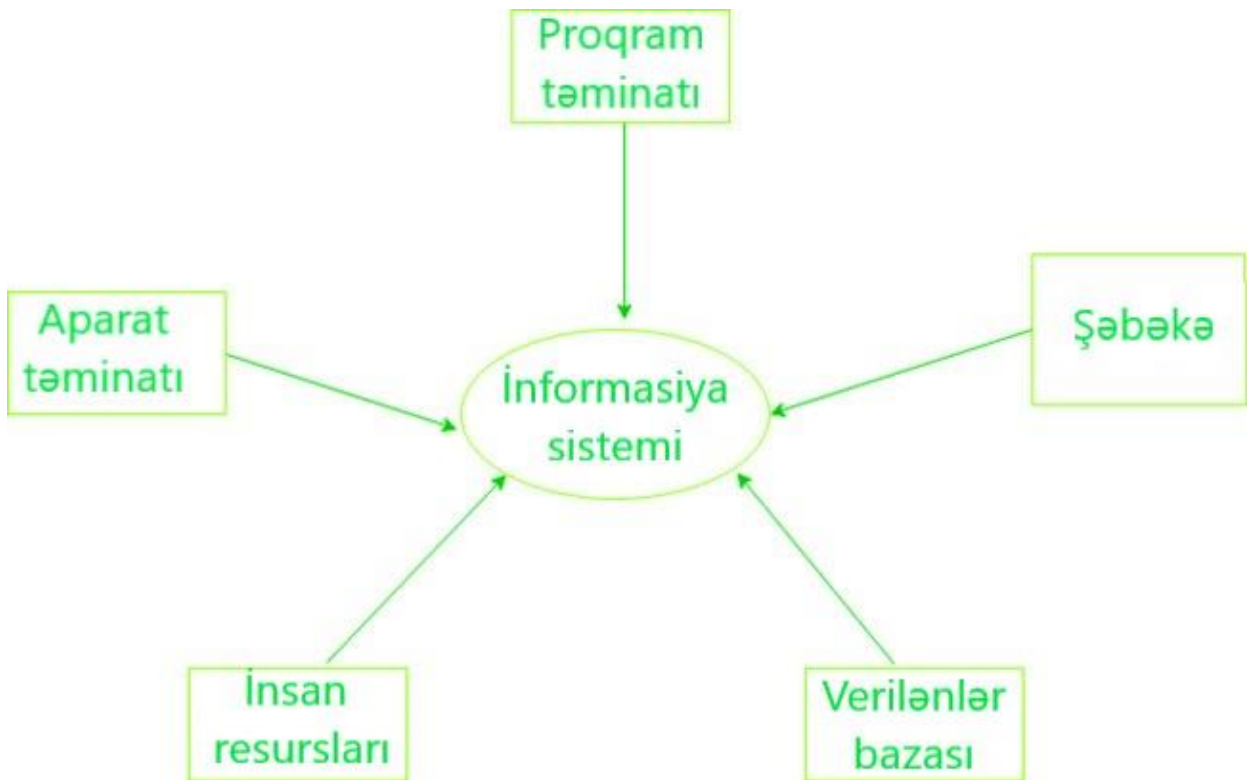 Proqram
təminatı
Aparat
təminatı
Şəbəkə
İnformasiya
sistemi
İnsan
resursları
Verilənlər
bazası